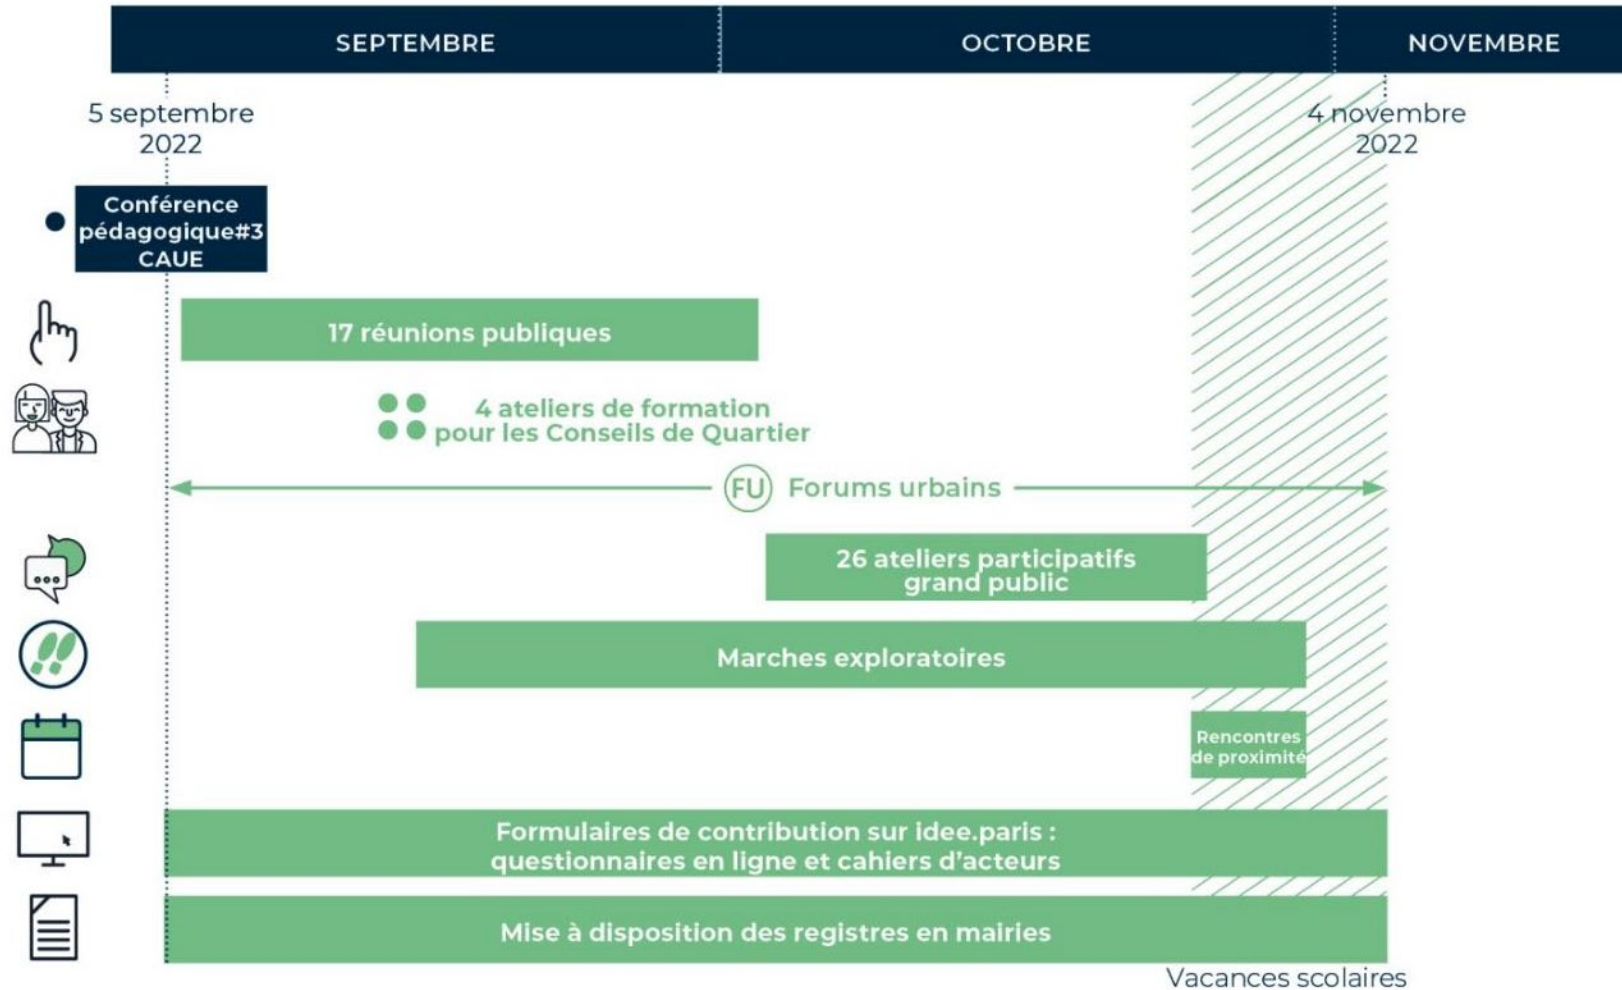 SEPTEMBRE
OCTOBRE
NOVEMBRE
5 septembre
2022
4 novembre
2022
Conférence
pédagogique#3
CAUE
17 réunions publiques
4 ateliers de formation
pour les Conseils de Quartier
FU Forums urbains
26 ateliers participatifs
grand public
Marches exploratoires
Rencontres
de proximité
Formulaires de contribution sur idee.paris :
questionnaires en ligne et cahiers d'acteurs
Mise à disposition des registres en mairies
Vacances scolaires